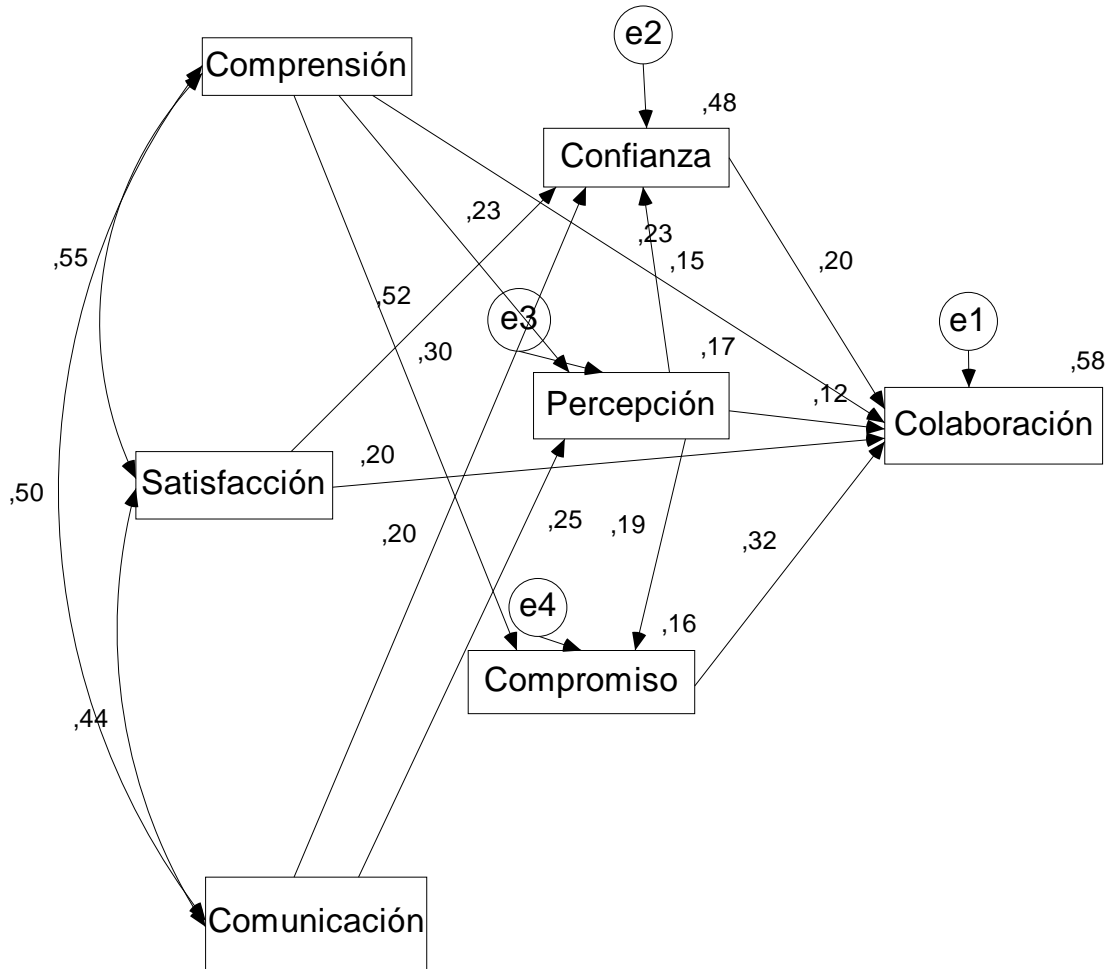 e2
Comprensión
,48
Confianza
,23
,23
,55
,15
,20
,52
e3
e1
,30
,17
,58
Percepción
,12
Colaboración
,20
Satisfacción
,50
,20
,25
,19
,32
e4
,16
Compromiso
,44
Comunicación